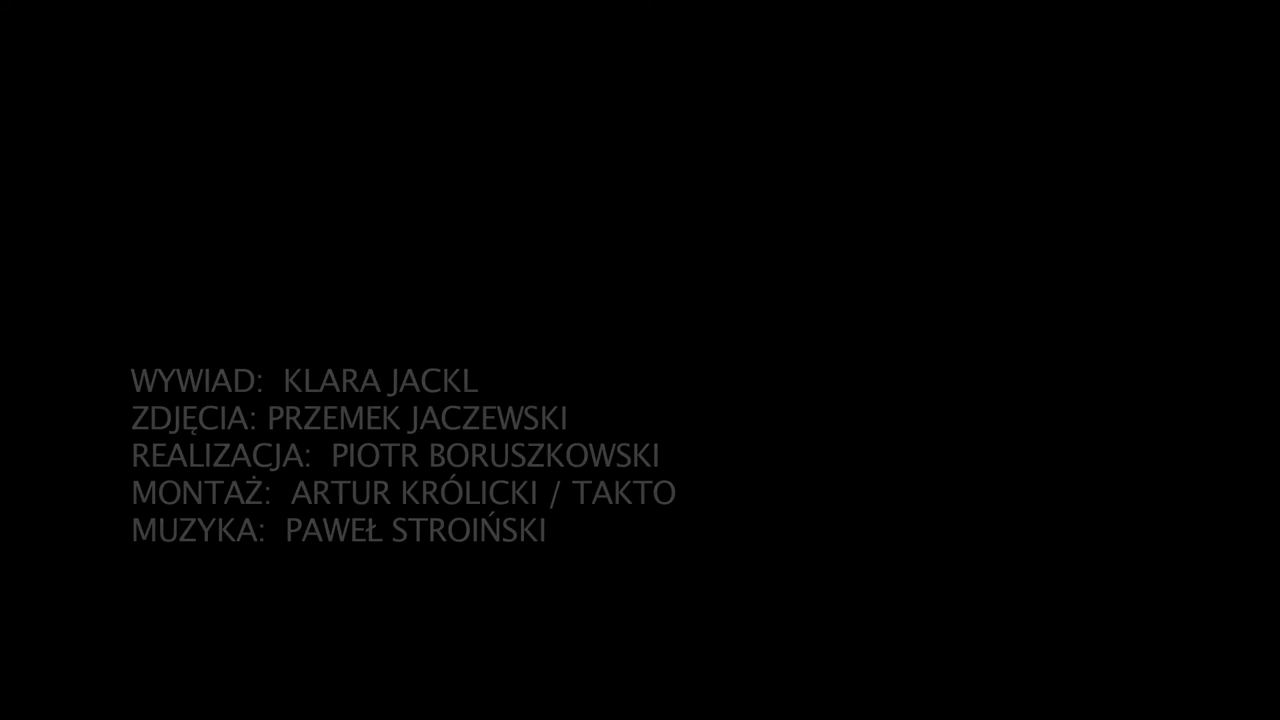 WYWIAD: KLARA JACKL
ZDJĘCIA: PRZEMEK JACZEWSKI
REALIZACJA: PIOTR BORUSZKOWSKI
MONTAŻ: ARTUR KRÓLICKI / TAKTO
MUZYKA: PAWEŁ STROIŃSKI